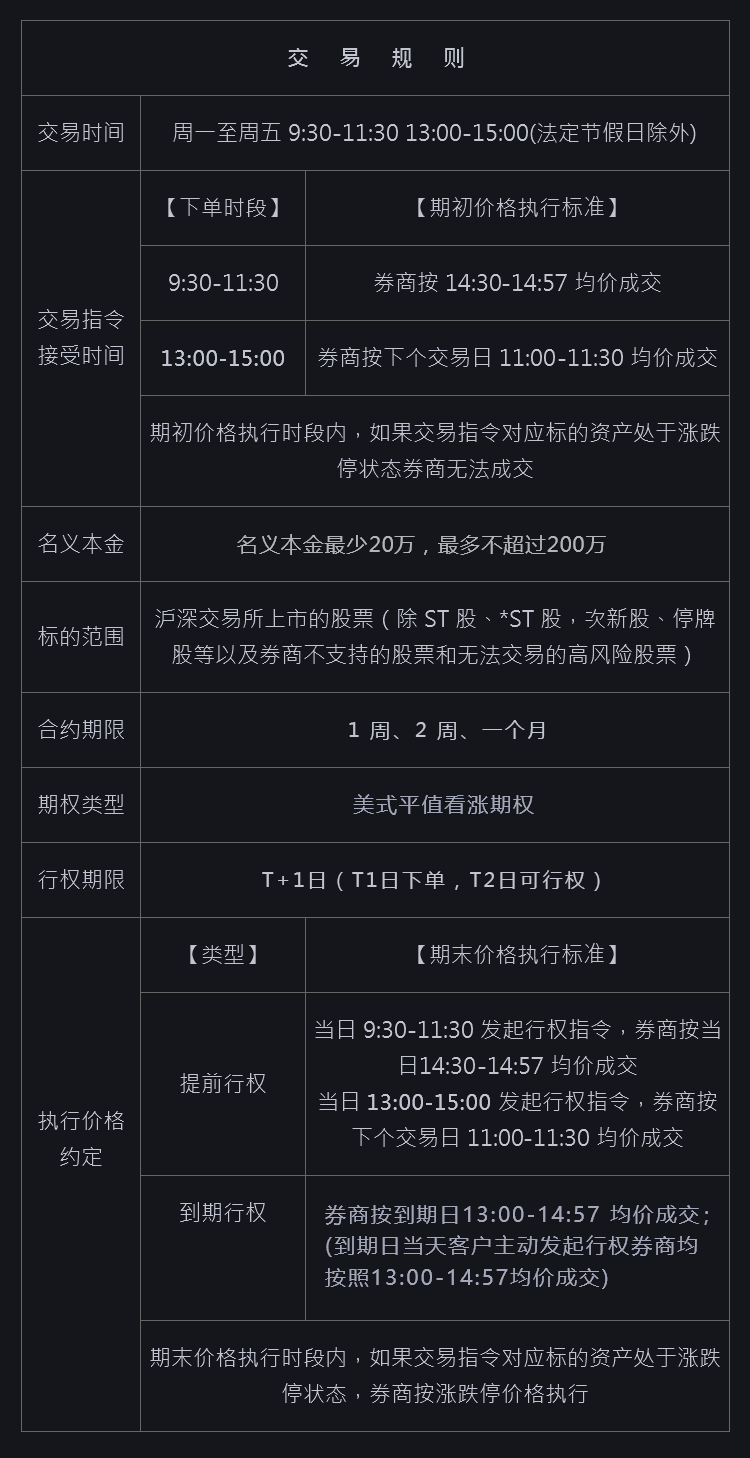 交 易 规 则
交易时间
周一至周五 9:30-11:30 13:00-15:00(法定节假日除外)
交易指令
接受时间
【下单时段】
【期初价格执行标准】
9:30-11:30
券商按 14:30-14:57 均价成交
13:00-15:00
券商按下个交易日 11:00-11:30 均价成交
期初价格执行时段内，如果交易指令对应标的资产处于涨跌
停状态券商无法成交
名义本金
名义本金最少20万，最多不超过200万
标的范围
沪深交易所上市的股票（除 ST 股、*ST 股，次新股、停牌
股等以及券商不支持的股票和无法交易的高风险股票）
合约期限
1 周、2 周、一个月
期权类型
美式平值看涨期权
行权期限
T+1日（T1日下单，T2日可行权）
执行价格
约定
【类型】
【期末价格执行标准】
提前行权
当日 9:30-11:30 发起行权指令，券商按当
日14:30-14:57 均价成交
当日 13:00-15:00 发起行权指令，券商按
下个交易日 11:00-11:30 均价成交
到期行权
券商按到期日13:00-14:57 均价成交;
(到期日当天客户主动发起行权券商均
按照13:00-14:57均价成交)
期末价格执行时段内，如果交易指令对应标的资产处于涨跌
停状态，券商按涨跌停价格执行